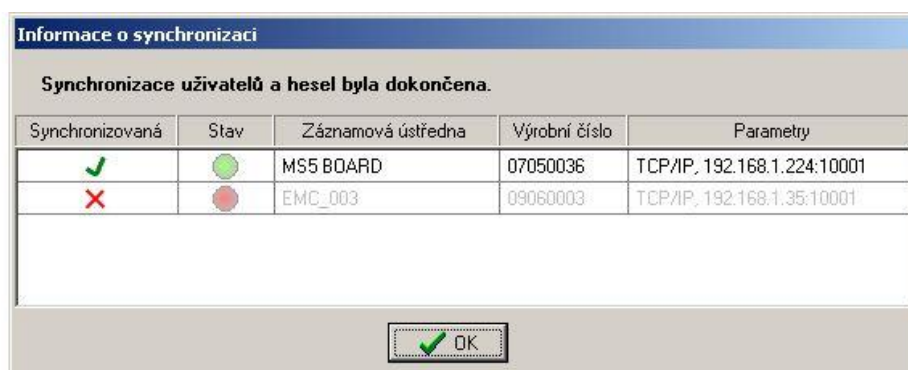 Informace o synchronizaci
Synchronizace uživatelů a hesel byla dokončena.
Synchronizovaná Stav Záznamová ústředna Výrobní číslo Parametry
MS5 BOARD 07050036 TCP/IP, 192.168.1.224:10001
EMC_003 09060003 TCP/IP, 192.168.1.35:10001
OK